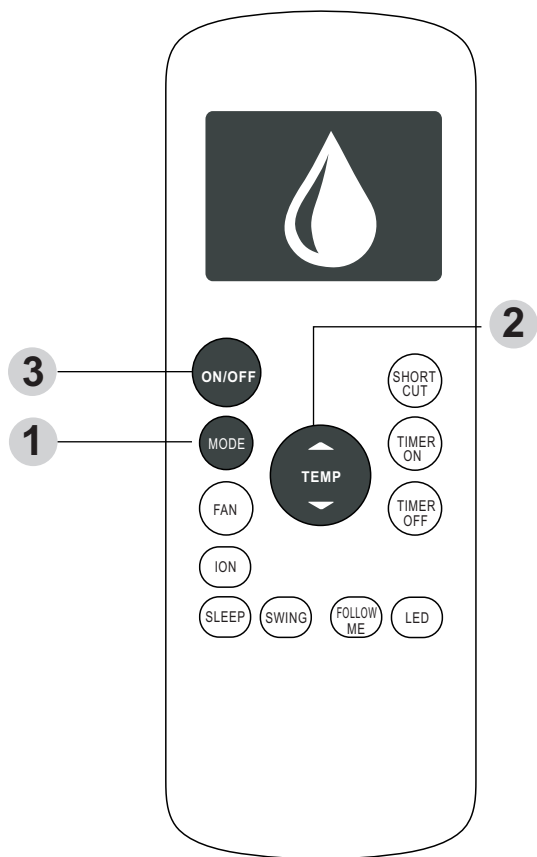 2
3
ON/OFF
SHORT
CUT
1
MODE
TEMP
TIMER
ON
FAN
TIMER
OFF
ION
SLEEP
SWING
FOLLOW
ME
LED